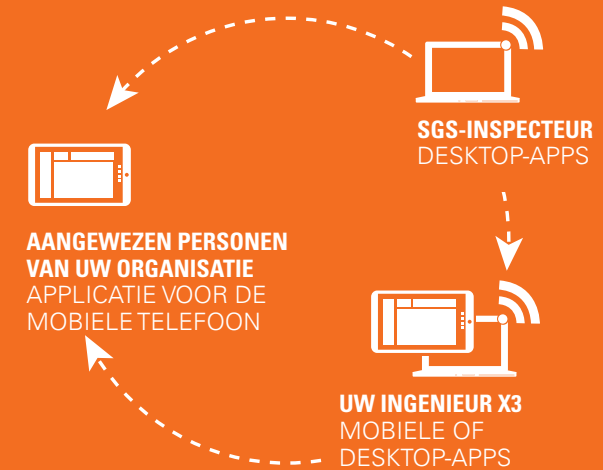 SGS-INSPECTEUR
DESKTOP-APPS
AANGEWEZEN PERSONEN
VAN UW ORGANISATIE
APPLICATIE VOOR DE
MOBIELE TELEFOON
UW INGENIEUR X3
MOBIELE OF
DESKTOP-APPS